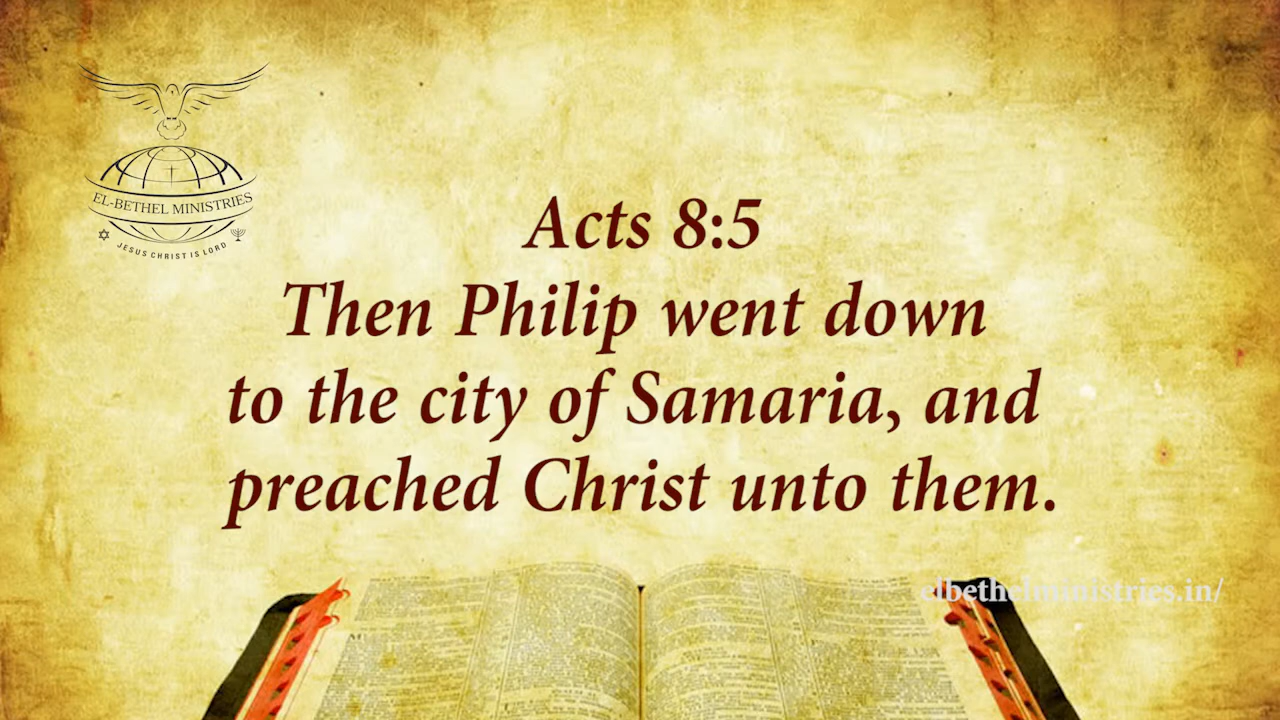 EL-BETHEL MINISTRIES
JESUS CHRIST IS LORD
Acts 8:5
Then Philip went down
to the city of Samaria, and
preached Christ unto them.
elbethelministries.in/